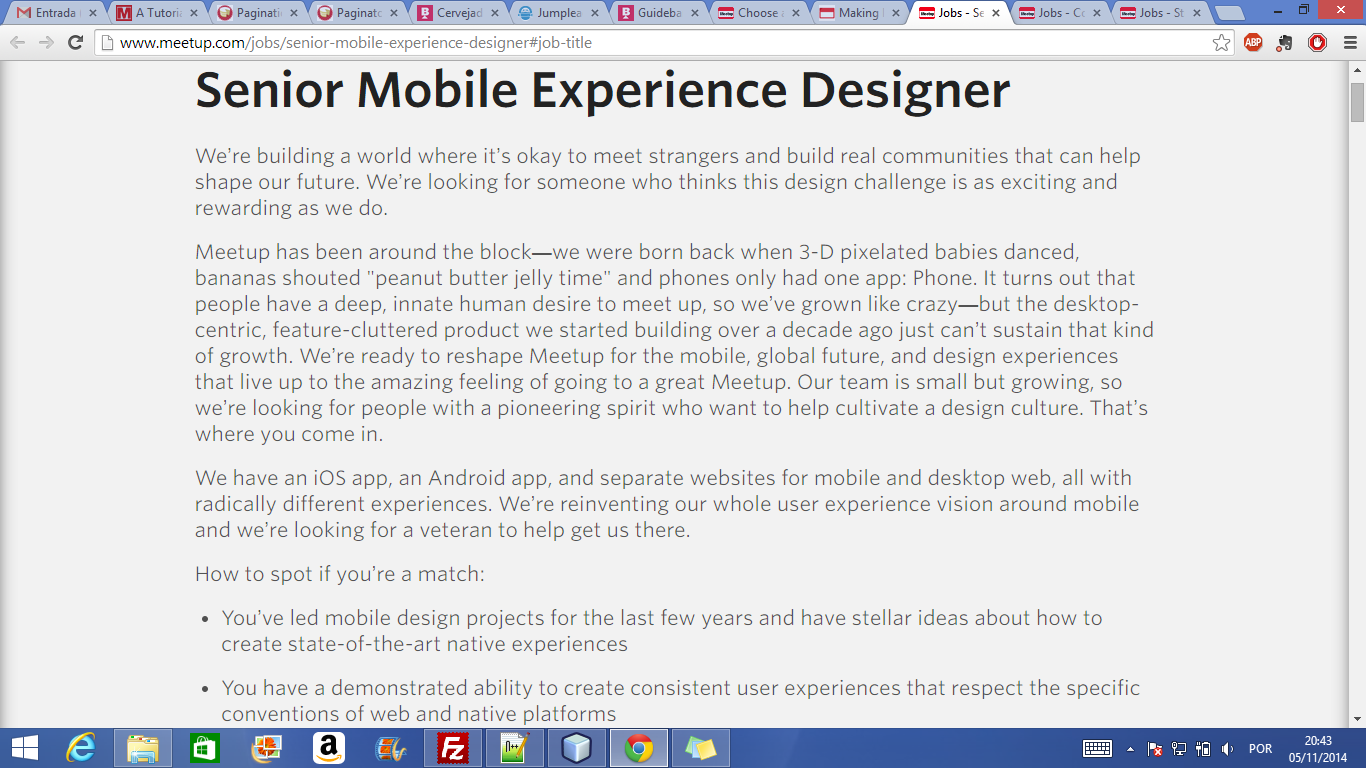 Entrada
A Tutoria
Paginati
Paginato
Cervejad
Jumplea
Guideba
Choose a
Making
Jobs - Se
Jobs - Co
Jobs - St
www.meetup.com/jobs/senior-mobile-experience-designer#job-title
ABP
Senior Mobile Experience Designer
We're building a world where it's okay to meet strangers and build real communities that can help
shape our future. We're looking for someone who thinks this design challenge is as exciting and
rewarding as we do.
Meetup has been around the block—we were born back when 3-D pixelated babies danced,
bananas shouted "peanut butter jelly time" and phones only had one app: Phone. It turns out that
people have a deep, innate human desire to meet up, so we've grown like crazy—but the desktop-
centric, feature-cluttered product we started building over a decade ago just can't sustain that kind
of growth. We're ready to reshape Meetup for the mobile, global future, and design experiences
that live up to the amazing feeling of going to a great Meetup. Our team is small but growing, so
we're looking for people with a pioneering spirit who want to help cultivate a design culture. That's
where you come in.
We have an iOS app, an Android app, and separate websites for mobile and desktop web, all with
radically different experiences. We're reinventing our whole user experience vision around mobile
and we're looking for a veteran to help get us there.
How to spot if you're a match:
• You've led mobile design projects for the last few years and have stellar ideas about how to
create state-of-the-art native experiences
• You have a demonstrated ability to create consistent user experiences that respect the specific
conventions of web and native platforms
POR
20:43
05/11/2014